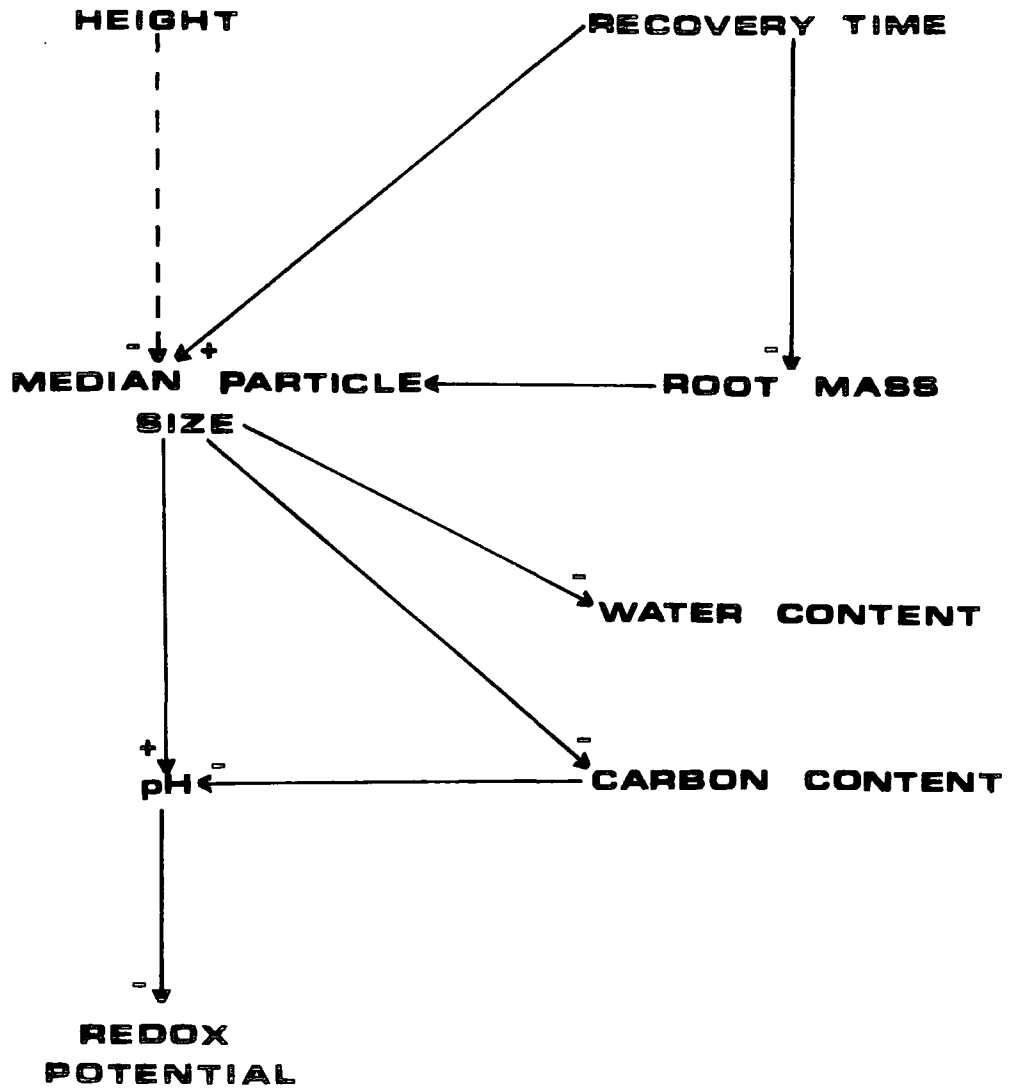 HEIGHT
RECOVERY TIME
- +
-
MEDIAN PARTICLE
SIZE
ROOT MASS
-
WATER CONTENT
-
CARBON CONTENT
+
-
pH
-
REDOX
POTENTIAL